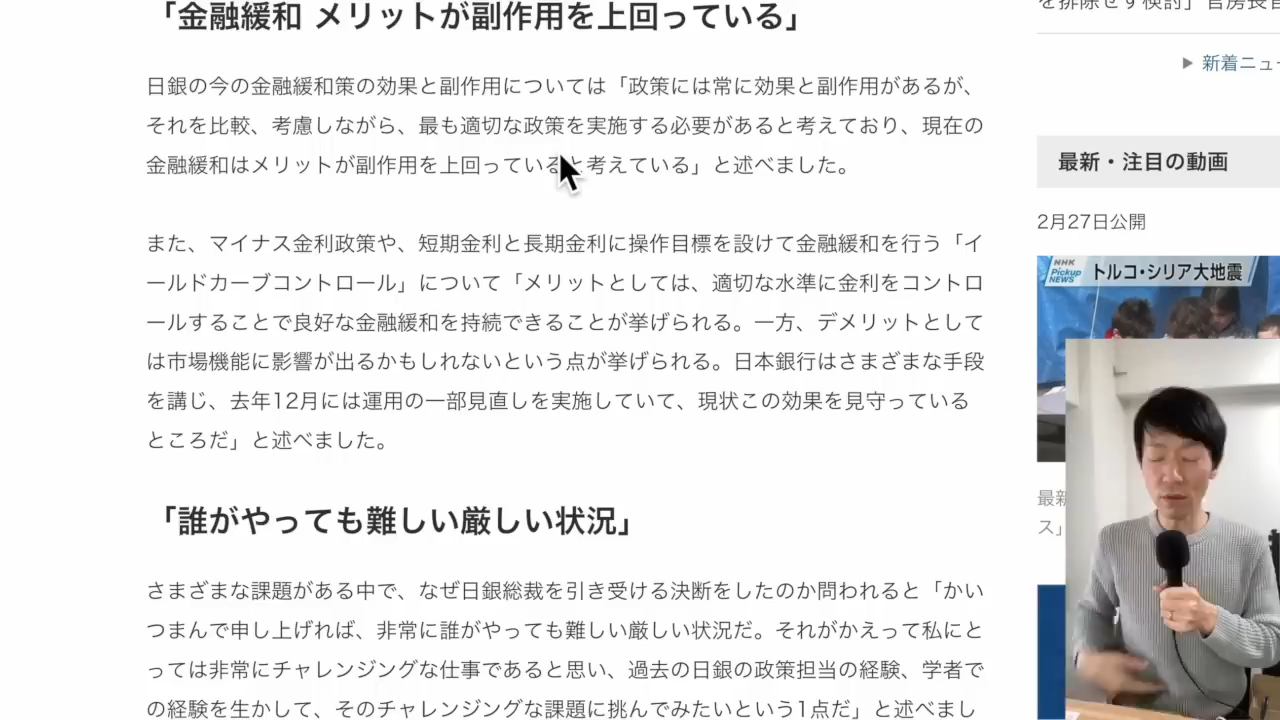 「金融緩和 メリットが副作用を上回っている」
日銀の今の金融緩和策の効果と副作用については「政策には常に効果と副作用があるが、
それを比較、考慮しながら、最も適切な政策を実施する必要があると考えており、現在の
金融緩和はメリットが副作用を上回っていると考えている」と述べました。
また、マイナス金利政策や、短期金利と長期金利に操作目標を設けて金融緩和を行う「イ
ールドカーブコントロール」について「メリットとしては、適切な水準に金利をコントロ
ールすることで良好な金融緩和を持続できることが挙げられる。一方、デメリットとして
は市場機能に影響が出るかもしれないという点が挙げられる。日本銀行はさまざまな手段
を講じ、去年12月には運用の一部見直しを実施していて、現状この効果を見守っている
ところだ」と述べました。
「誰がやっても難しい厳しい状況」
さまざまな課題がある中で、なぜ日銀総裁を引き受ける決断をしたのか問われると「かい
つまんで申し上げれば、非常に誰がやっても難しい厳しい状況だ。それがかえって私にと
っては非常にチャレンジングな仕事であると思い、過去の日銀の政策担当の経験、学者で
の経験を生かして、そのチャレンジングな課題に挑んでみたいという1点だ」と述べまし
を排除せず検討」官房長官
▶ 新着ニュー
最新・注目の動画
2月27日公開
NHK
Pickup
NEWS
トルコ・シリア大地震
最新
ス」